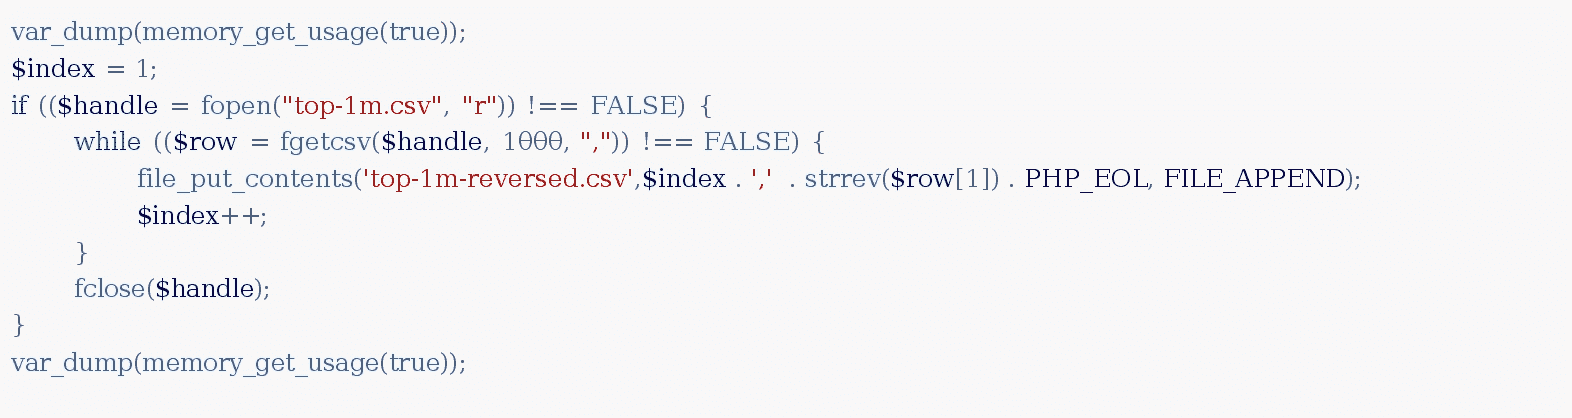 var_dump(memory_get_usage(true));
$index = 1;
if (($handle = fopen("top-1m.csv", "r")) !== FALSE) {
while (($row = fgetcsv($handle, 1000, ",")) !== FALSE) {
file_put_contents('top-1m-reversed.csv',$index . ',' . strrev($row[1]) . PHP_EOL, FILE_APPEND);
$index++;
}
fclose($handle);
}
var_dump(memory_get_usage(true));